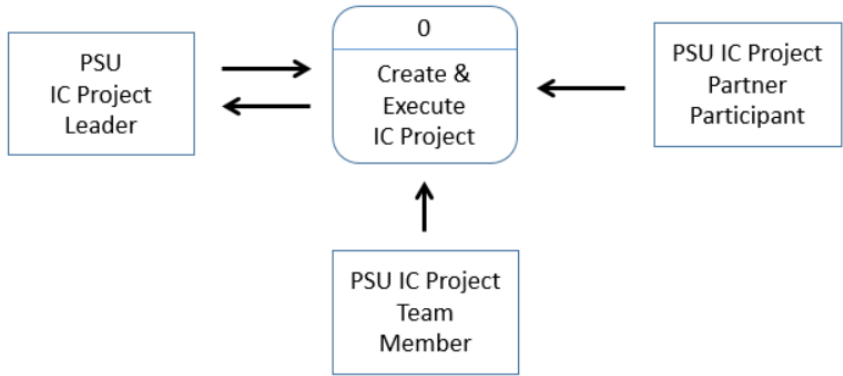 PSU
IC Project
Leader
0
Create &
Execute
IC Project
PSU IC Project
Partner
Participant
PSU IC Project
Team
Member